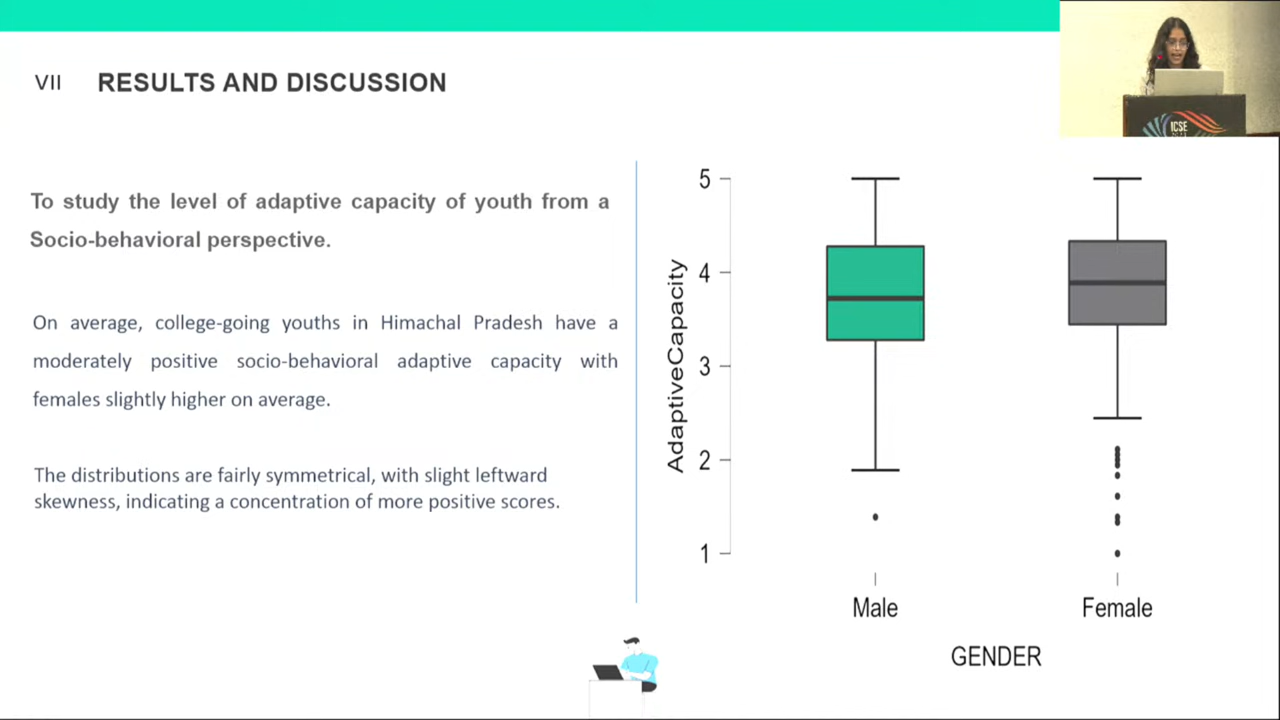 VII RESULTS AND DISCUSSION
ICSE
To study the level of adaptive capacity of youth from a
Socio-behavioral perspective.
On average, college-going youths in Himachal Pradesh have a
moderately positive socio-behavioral adaptive capacity with
females slightly higher on average.
The distributions are fairly symmetrical, with slight leftward
skewness, indicating a concentration of more positive scores.
AdaptiveCapacity
5
4
3
2
1
Male Female
GENDER